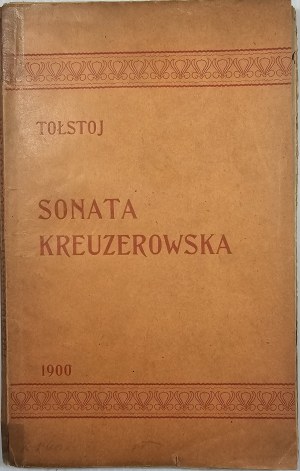 TOŁSTOJ
SONATA
KREUZEROWSKA
1900